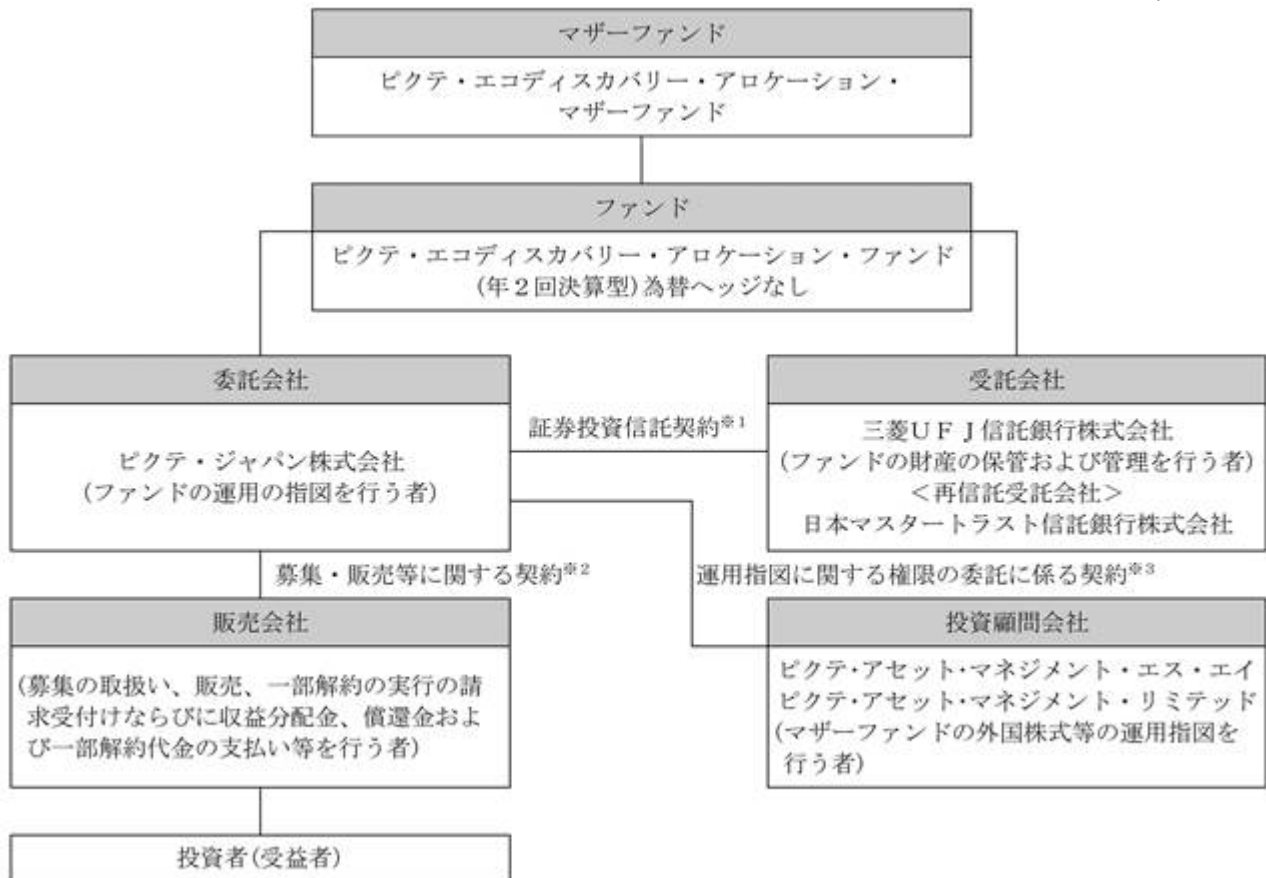 マザーファンド
ピクテ・エコディスカバリー・アロケーション・
マザーファンド
ファンド
ピクテ・エコディスカバリー・アロケーション・ファンド
(年２回決算型)為替ヘッジなし
委託会社
ピクテ・ジャパン株式会社
(ファンドの運用の指図を行う者)
証券投資信託契約※1
受託会社
三菱ＵＦＪ信託銀行株式会社
(ファンドの財産の保管および管理を行う者)
＜再信託受託会社＞
日本マスタートラスト信託銀行株式会社
募集・販売等に関する契約※2
運用指図に関する権限の委託に係る契約※3
販売会社
(募集の取扱い、販売、一部解約の実行の請
求受付けならびに収益分配金、償還金およ
び一部解約代金の支払い等を行う者)
投資顧問会社
ピクテ・アセット・マネジメント・エス・エイ
ピクテ・アセット・マネジメント・リミテッド
(マザーファンドの外国株式等の運用指図を
行う者)
投資者(受益者)